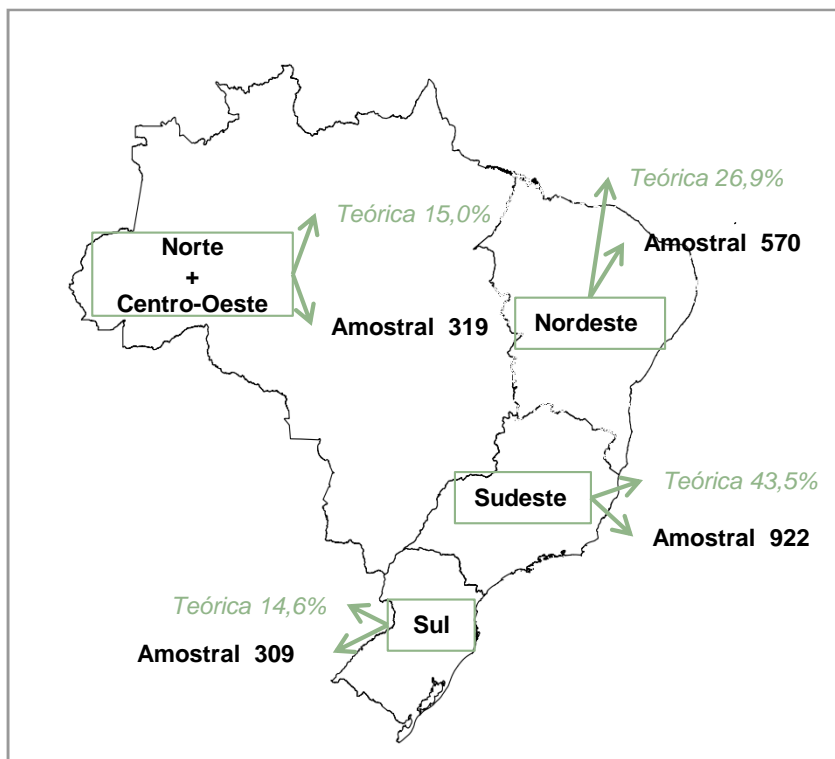 Teórica 26,9%
Teórica 15,0%
Amostral 570
Norte
+
Centro-Oeste
Amostral 319
Nordeste
Sudeste
Teórica 43,5%
Amostral 922
Teórica 14,6%
Sul
Amostral 309